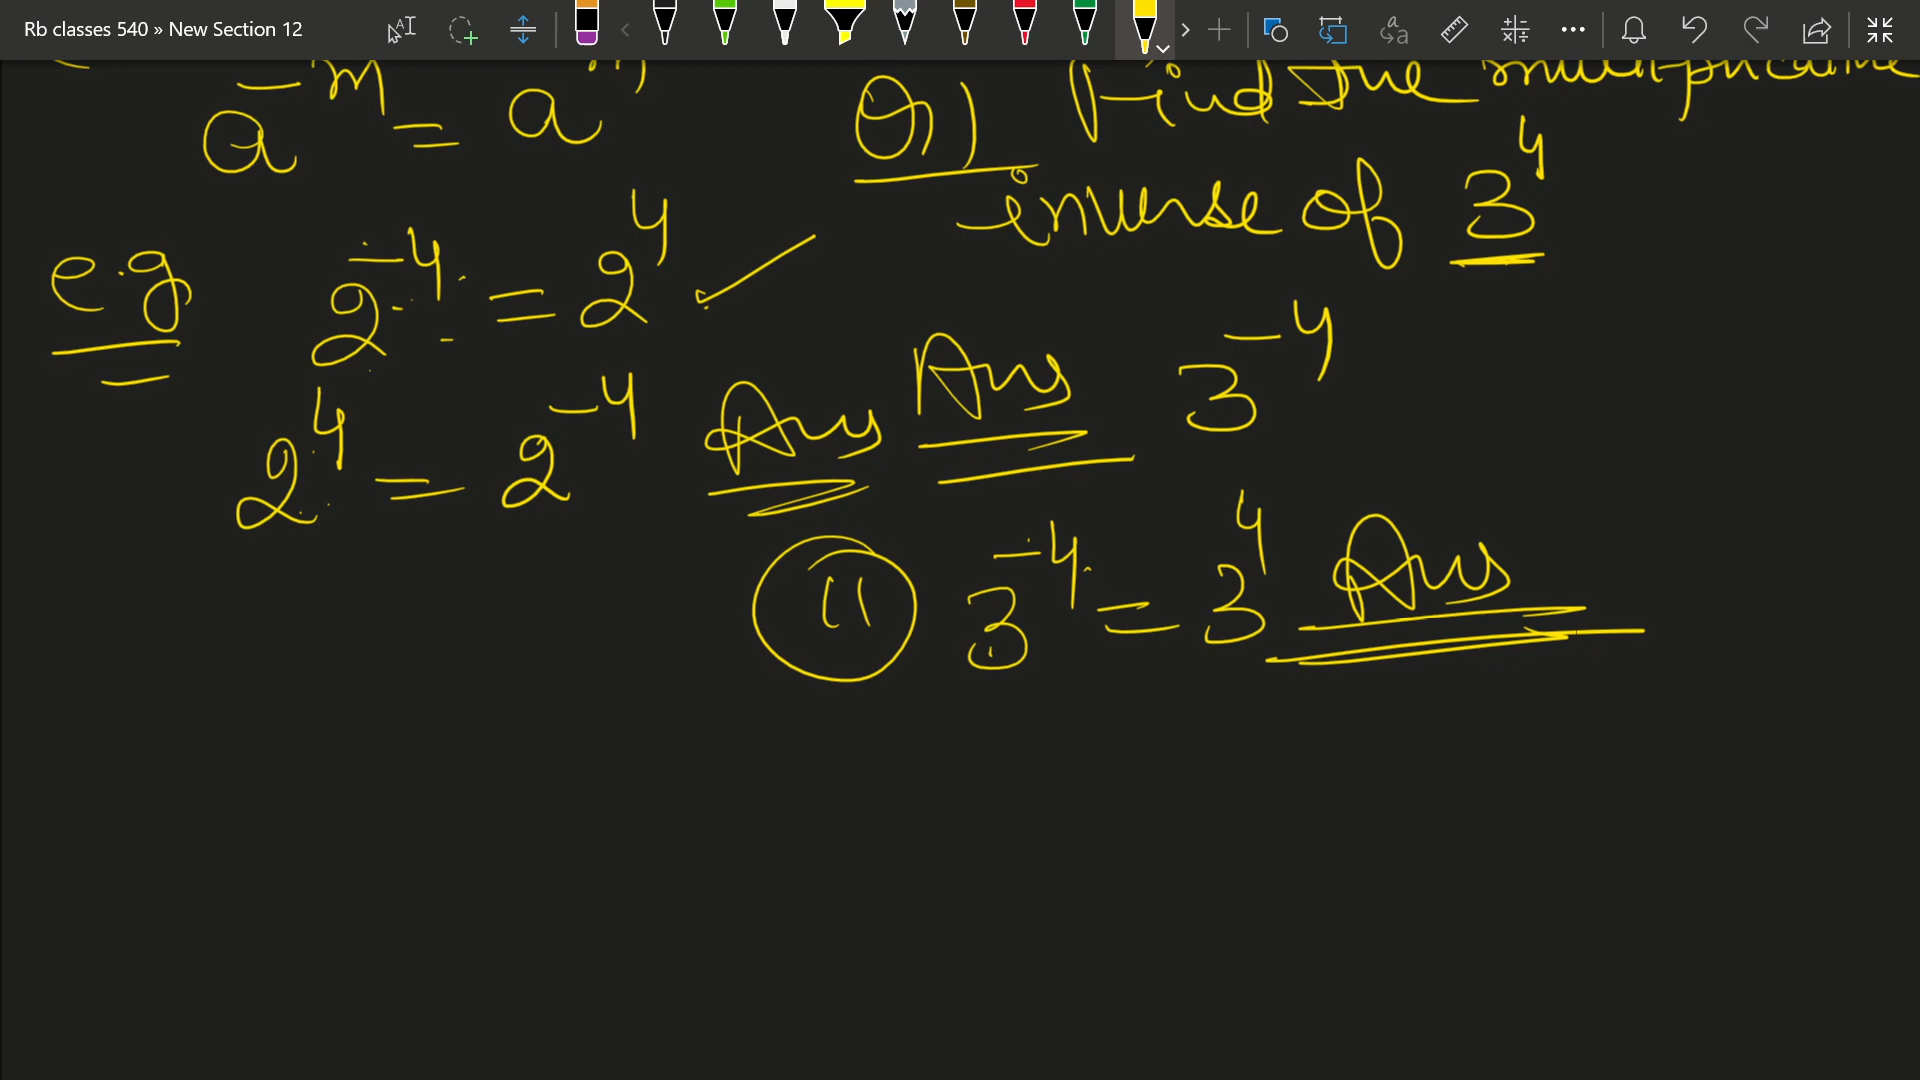 Rb classes 540 » New Section 12
a^-m = a^m
Q1) Find the multiplicative
inverse of 3^4
e.g 2^-4 = 2^4
Ans 3^-4
2^4 = 2^-4 Ans
(11) 3^-4 = 3^4 Ans